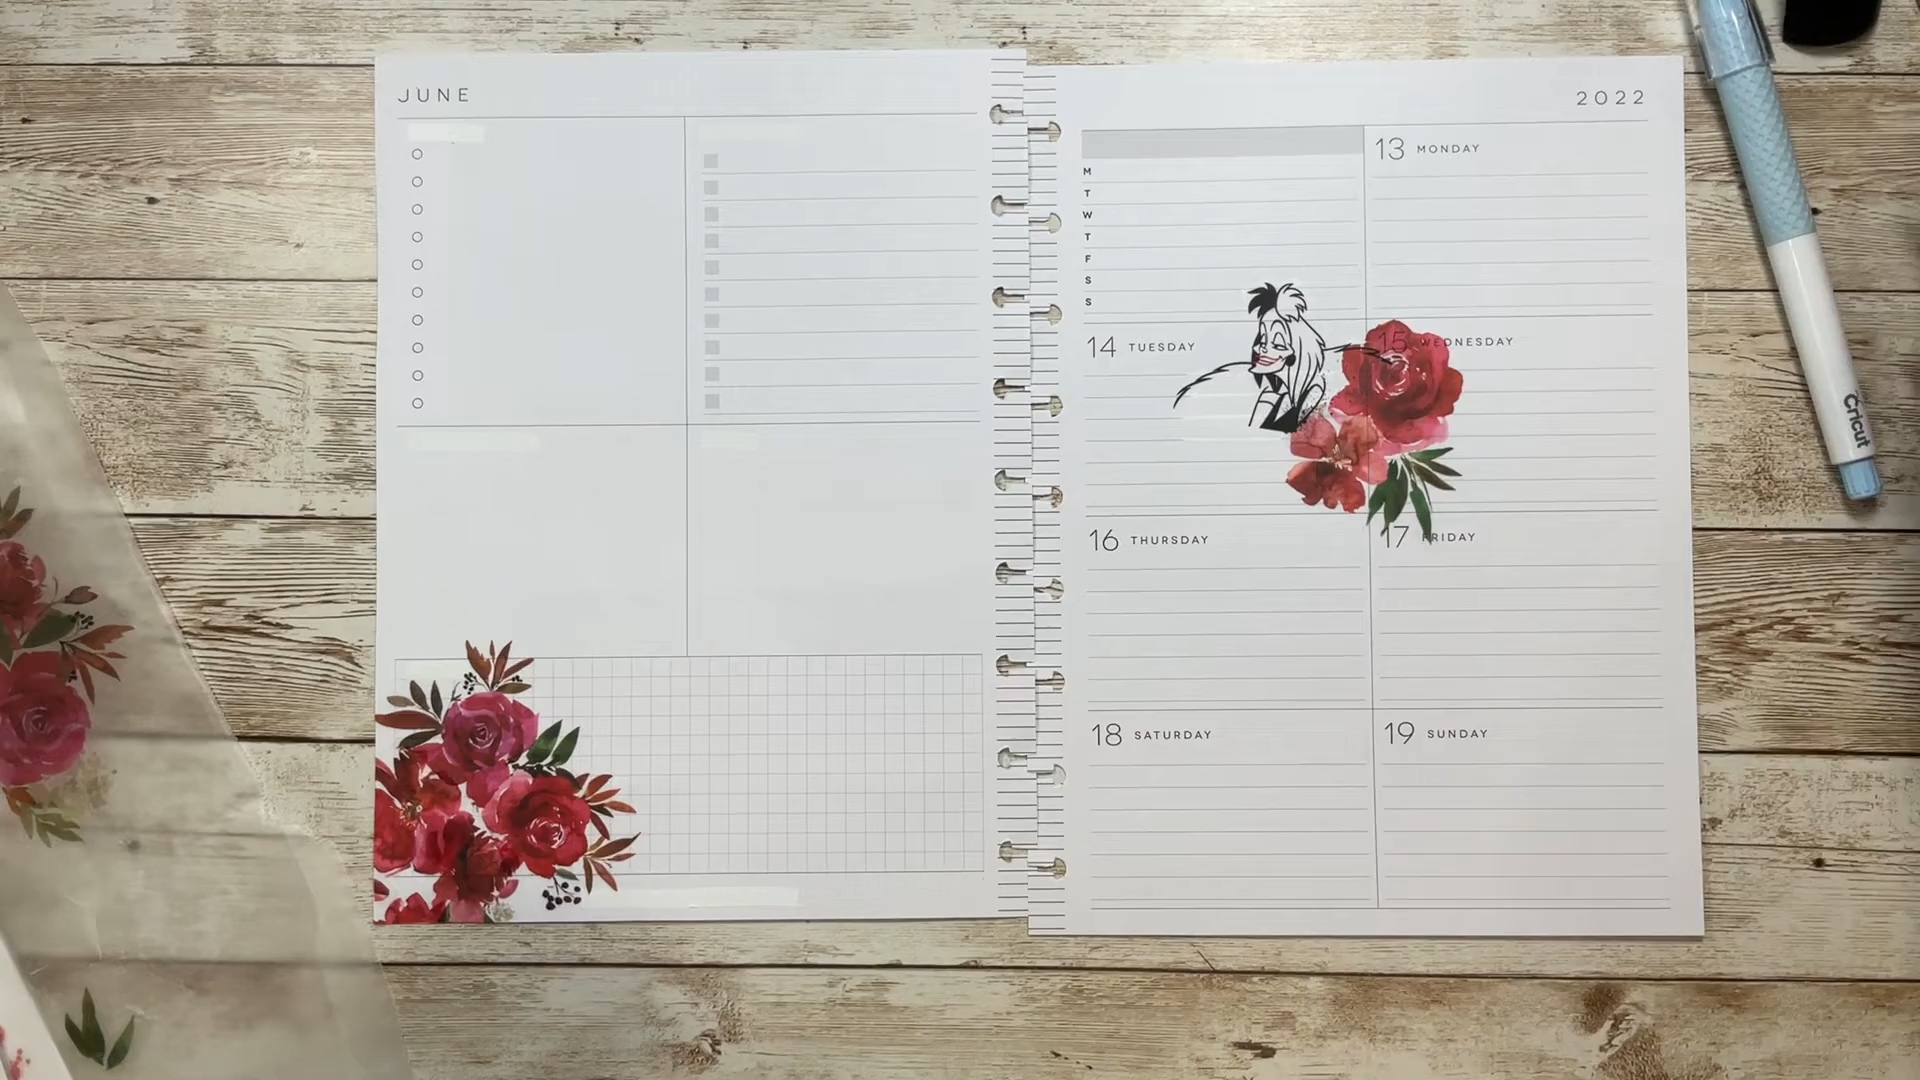 JUNE
2022
13 MONDAY
M
T
W
T
F
S
S
14 TUESDAY
15 WEDNESDAY
16 THURSDAY
17 FRIDAY
18 SATURDAY
19 SUNDAY
Cricut